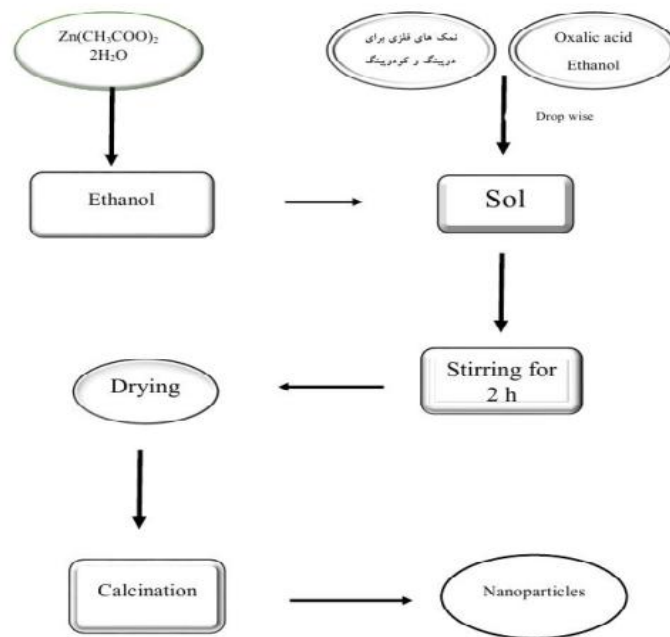 Zn(CH₃COO)₂
2H₂O
نمک های فلزی برای
دوپینگ و کودوپینگ
Oxalic acid
Ethanol
Drop wise
Ethanol
Sol
Stirring for
2 h
Drying
Calcination
Nanoparticles